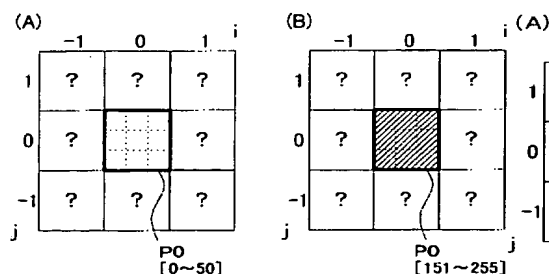 (A)
-1 0 1 i
1 ? ? ?
0 ? ?
-1 ? ? ?
j
P0
[0~50]
(B)
-1 0 1 i
1 ? ? ?
0 ? ?
-1 ? ? ?
j
P0
[151~255]
(A)
1
0
-1
j